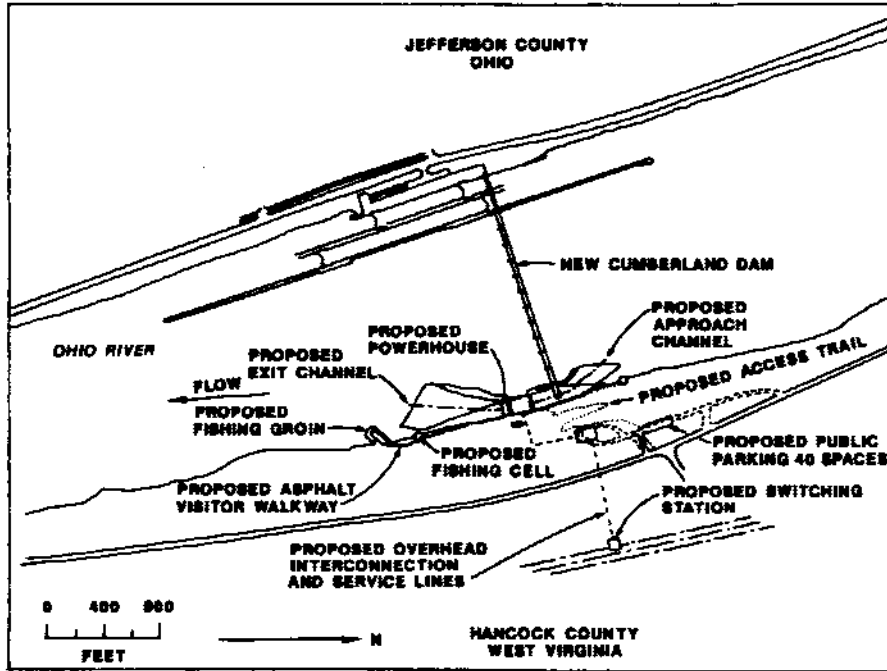 JEFFERSON COUNTY
OHIO
NEW CUMBERLAND DAM
PROPOSED
APPROACH
CHANNEL
PROPOSED
POWERHOUSE
OHIO RIVER
PROPOSED
EXIT CHANNEL
PROPOSED ACCESS TRAIL
FLOW
PROPOSED
FISHING GROIN
PROPOSED
FISHING CELL
PROPOSED PUBLIC
PARKING 40 SPACES
PROPOSED ASPHALT
VISITOR WALKWAY
PROPOSED SWITCHING
STATION
PROPOSED OVERHEAD
INTERCONNECTION
AND SERVICE LINES
0 400 800
FEET
N
HANCOCK COUNTY
WEST VIRGINIA